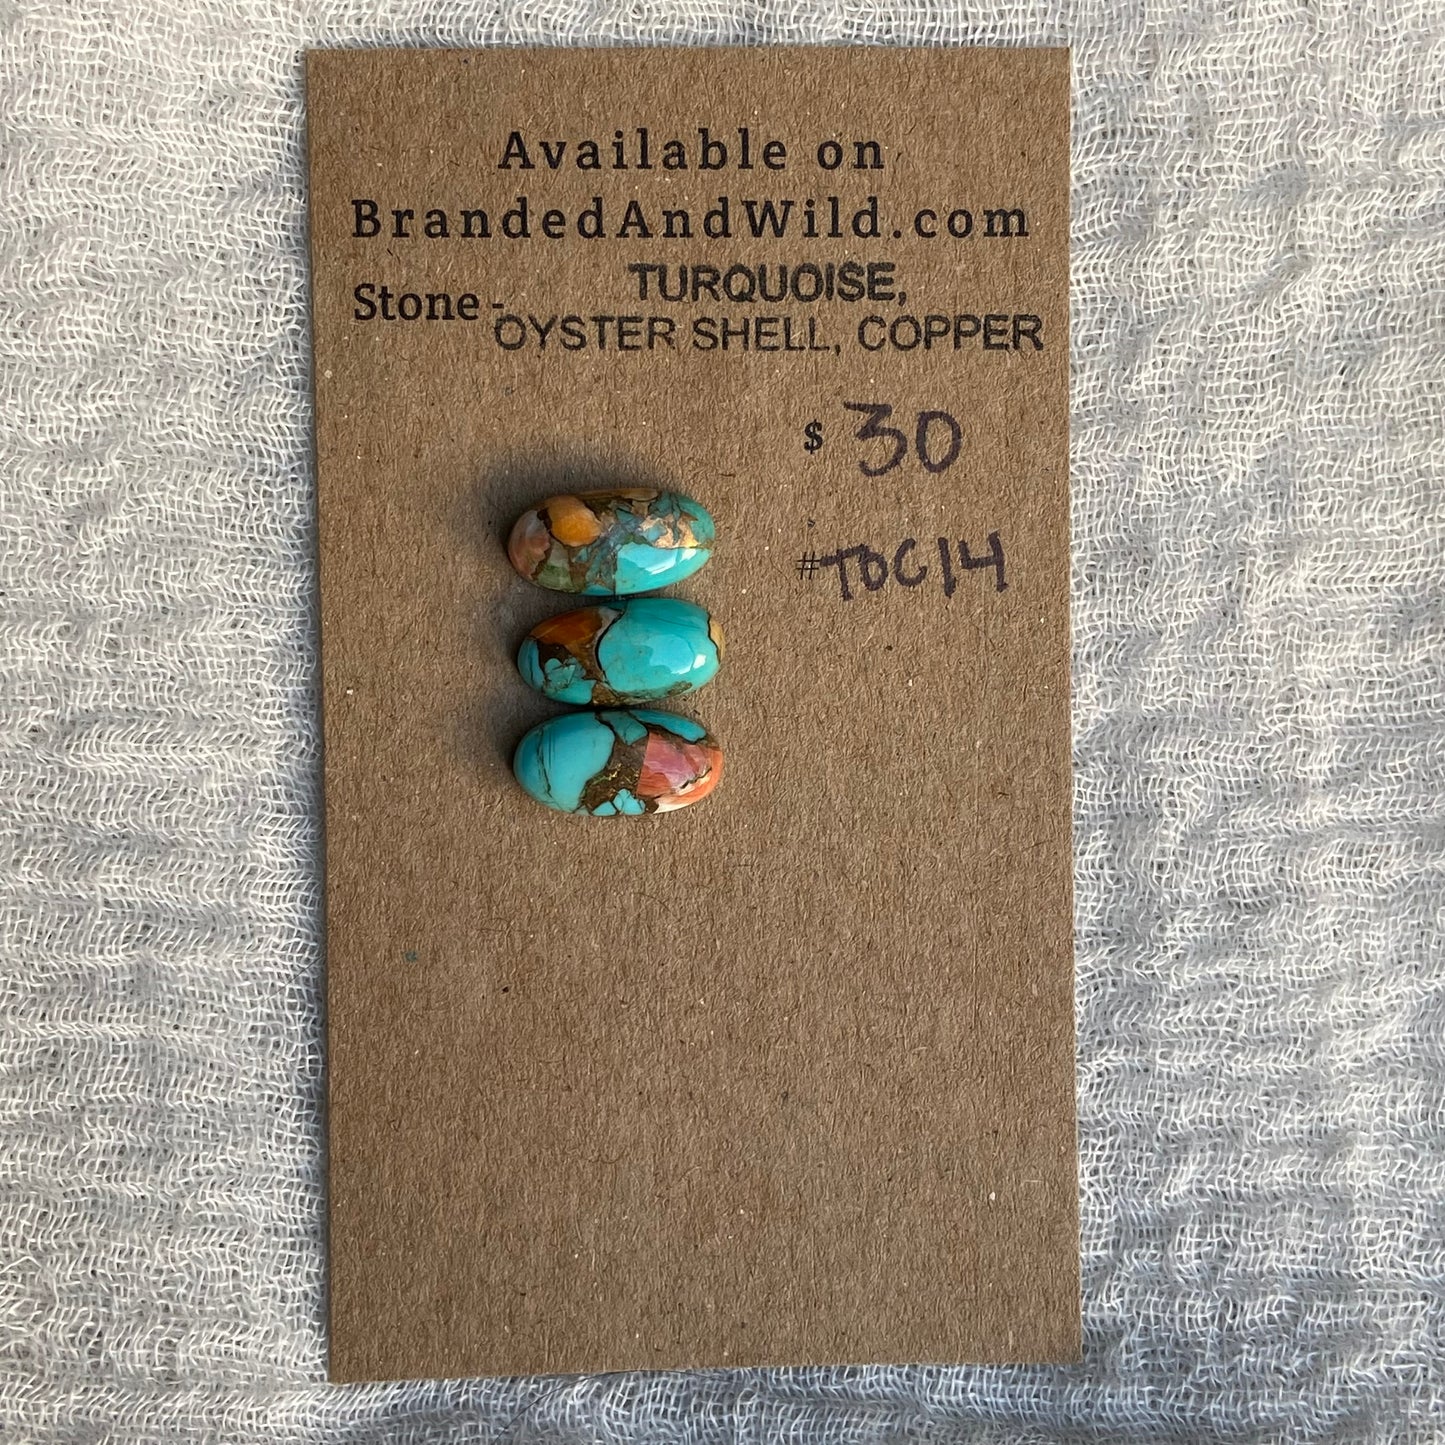 Available on
BrandedAndWild.com
Stone - TURQUOISE,
OYSTER SHELL, COPPER
$ 30
#TOC14